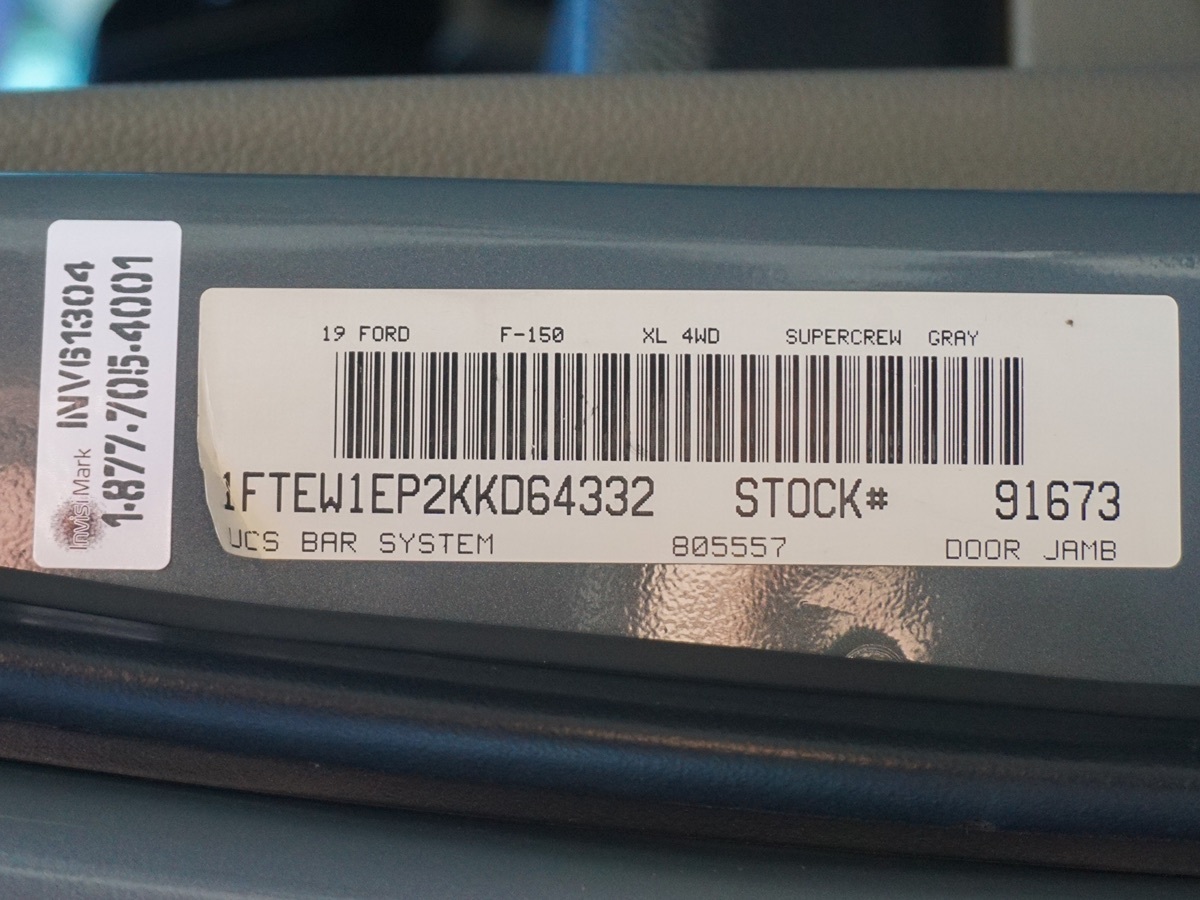 InVisiMark INV61304
1.877.705.4001
19 FORD F-150 XL 4WD SUPERCREW GRAY
1FTEW1EP2KKD64332 STOCK# 91673
UCS BAR SYSTEM 805557 DOOR JAMB